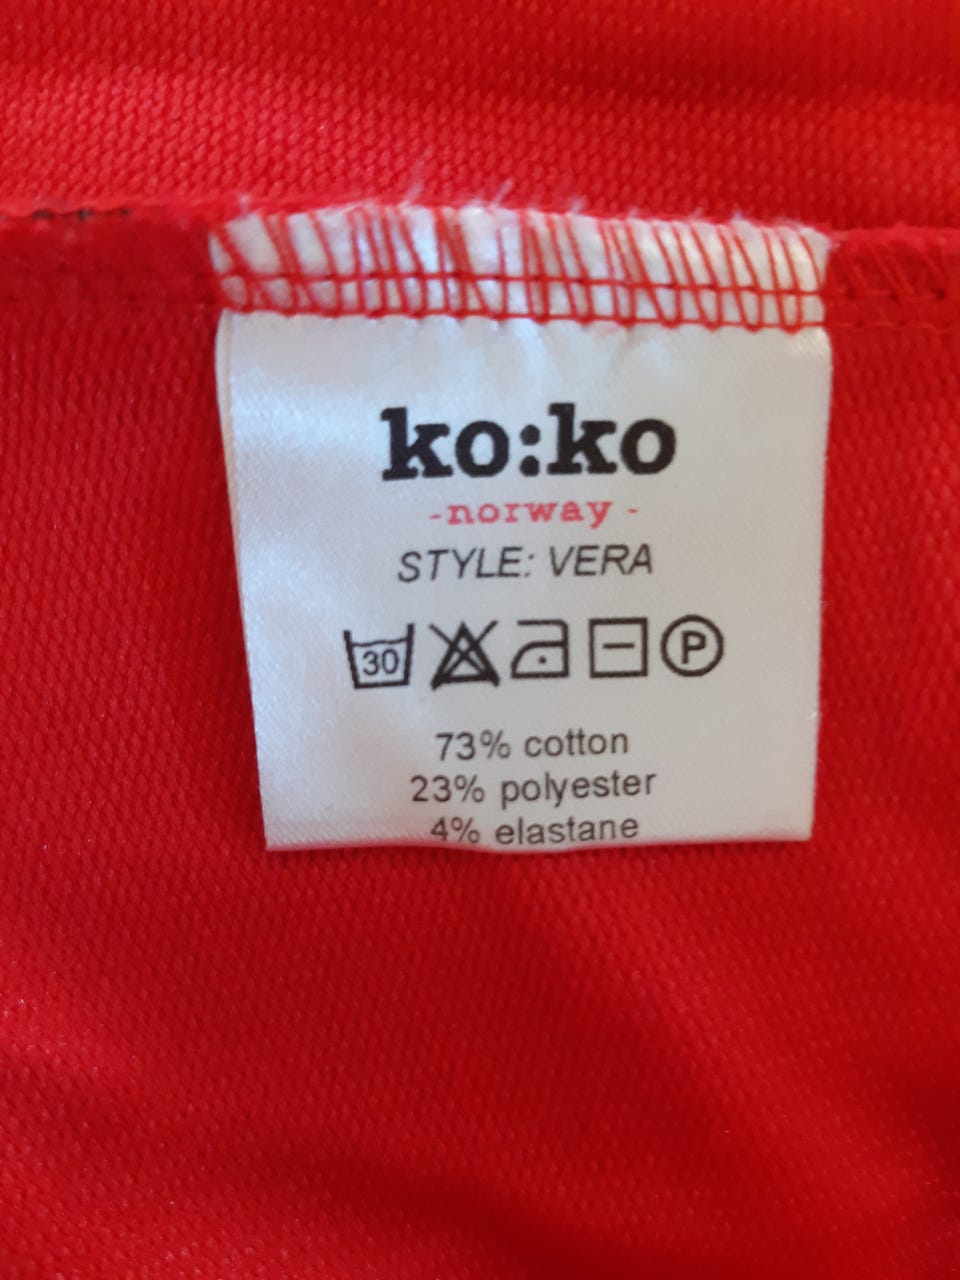 ko:ko
-norway-
STYLE: VERA
30 P
73% cotton
23% polyester
4% elastane